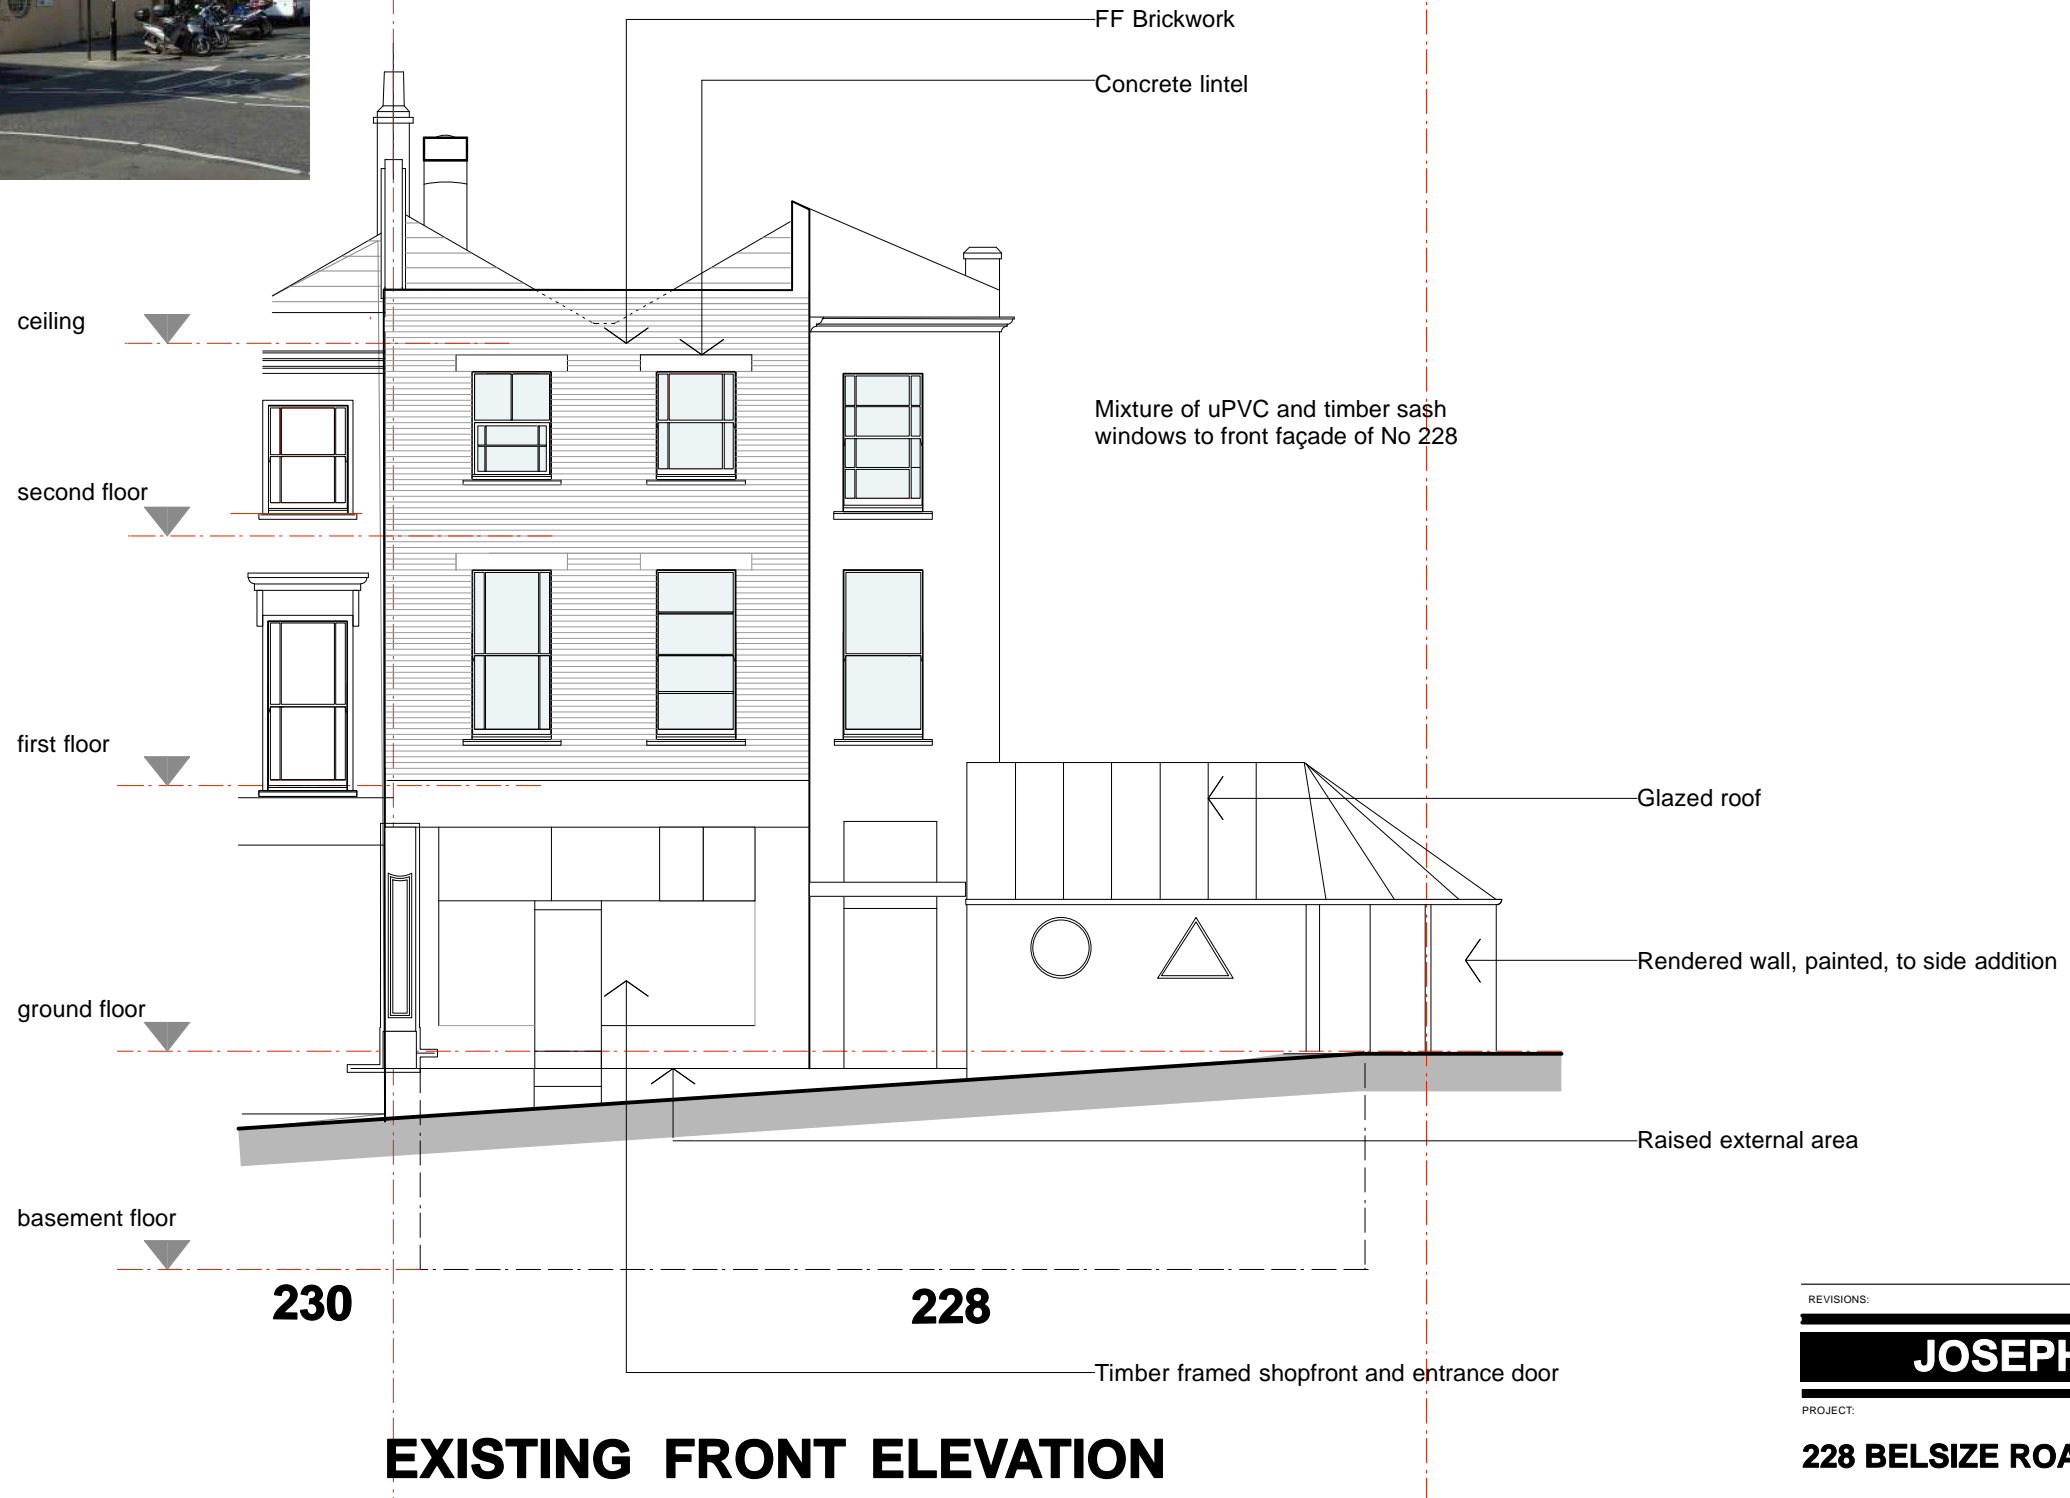 FF Brickwork
Concrete lintel
ceiling
Mixture of uPVC and timber sash
windows to front façade of No 228
second floor
first floor
Glazed roof
Rendered wall, painted, to side addition
ground floor
Raised external area
basement floor
230
228
REVISIONS:
JOSEPH
Timber framed shopfront and entrance door
PROJECT:
EXISTING FRONT ELEVATION
228 BELSIZE ROA